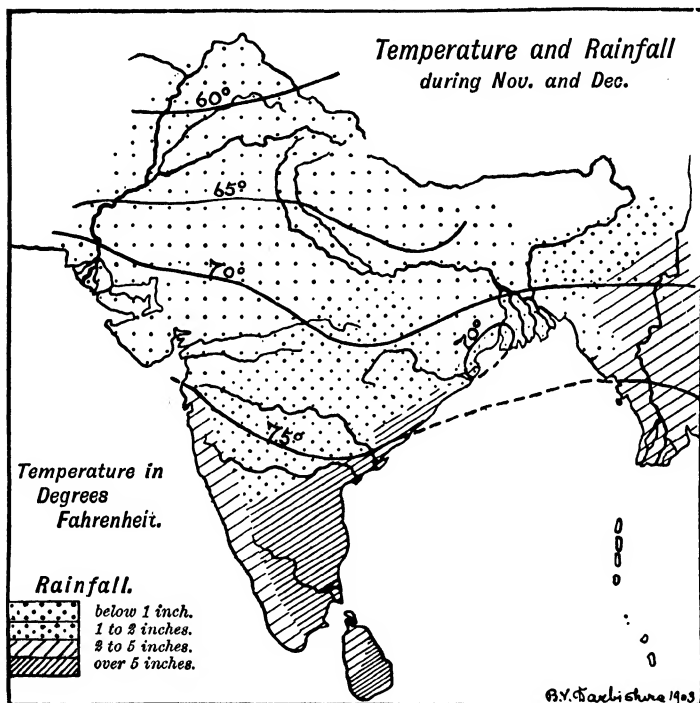 Temperature and Rainfall
during Nov. and Dec.
60°
65°
70°
70°
75°
Temperature in
Degrees
Fahrenheit.
Rainfall.
below 1 inch.
1 to 2 inches.
2 to 5 inches.
over 5 inches.
B.V. Darbishire 1903